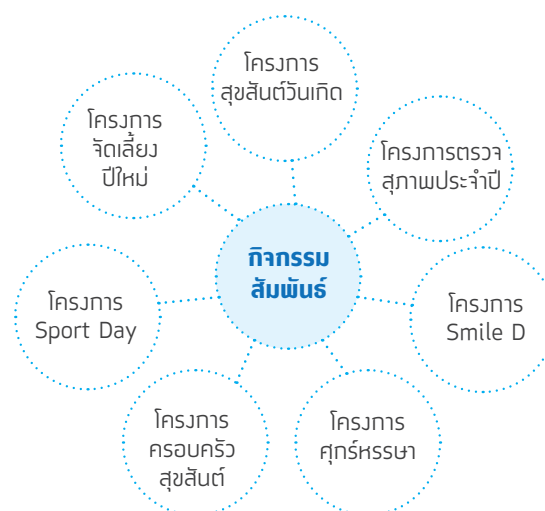 โครงการ
สุขสันต์วันเกิด
โครงการ
จัดเลี้ยง
ปีใหม่
โครงการตรวจ
สุภาพประจำปี
กิจกรรม
สัมพันธ์
โครงการ
Sport Day
โครงการ
Smile D
โครงการ
ครอบครัว
สุขสันต์
โครงการ
ศุกร์หรรษา